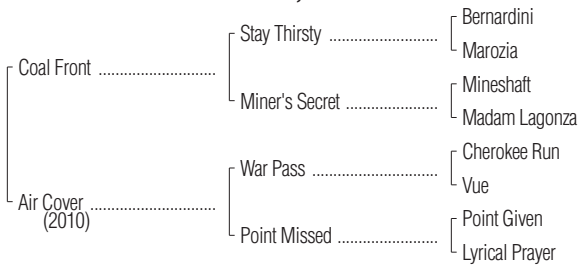 Bernardini
Stay Thirsty
Marozia
Coal Front
Mineshaft
Miner's Secret
Madam Lagonza
Cherokee Run
War Pass
Vue
Air Cover
(2010)
Point Given
Point Missed
Lyrical Prayer